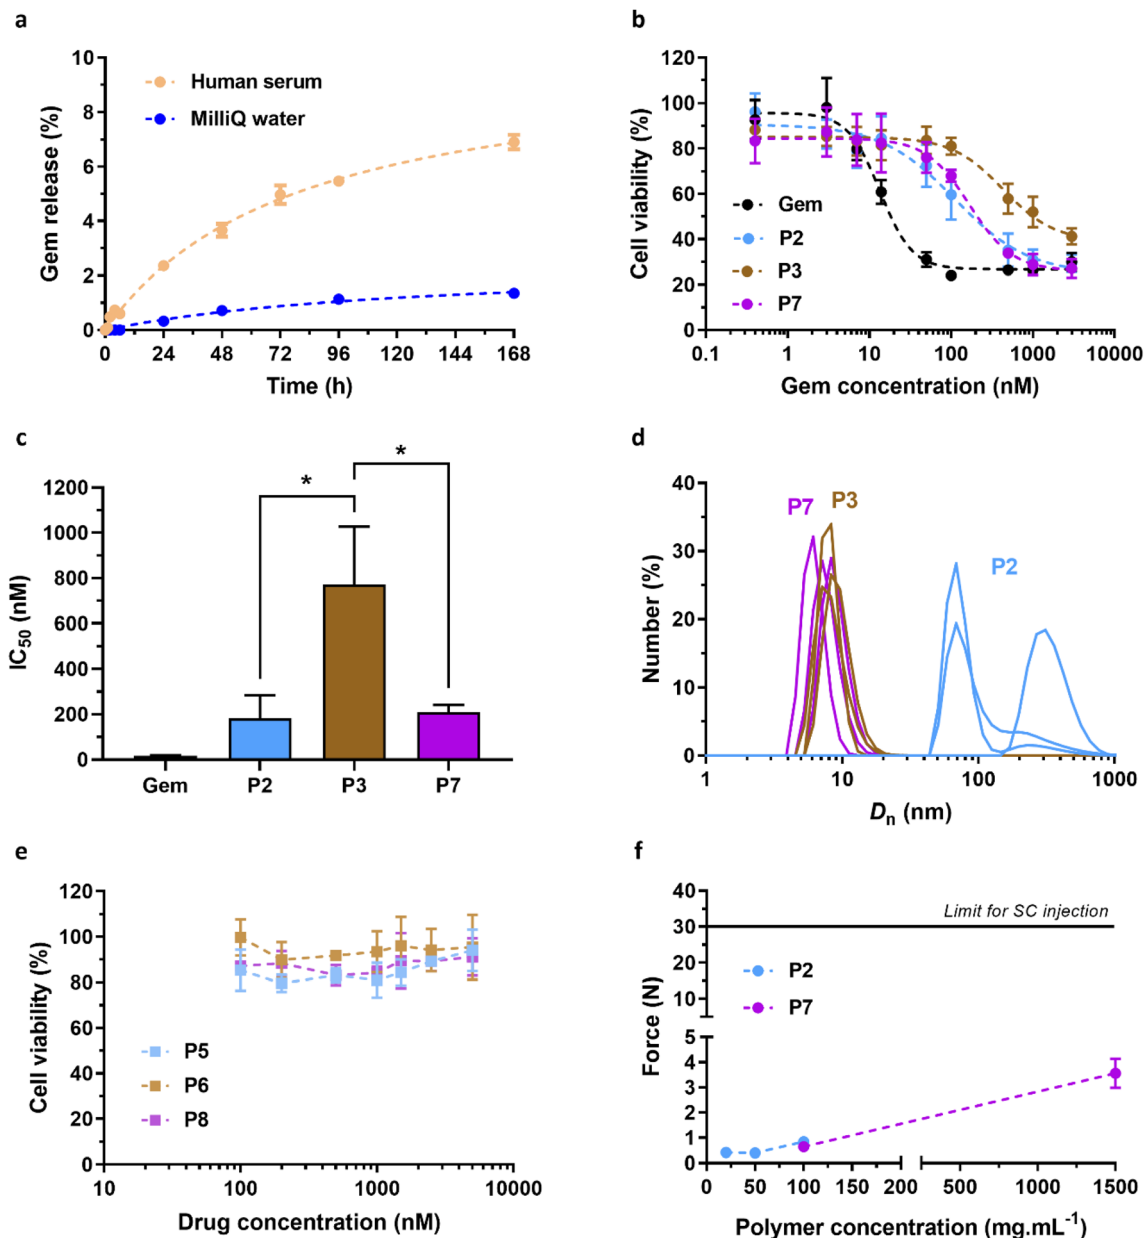 a
10
8
6
4
2
0
Gem release (%)
Human serum
MilliQ water
0 24 48 72 96 120 144 168
Time (h)
b
120
100
80
60
40
20
0
Cell viability (%)
Gem
P2
P3
P7
0.1 1 10 100 1000 10000
Gem concentration (nM)
c
1200
1000
800
600
400
200
0
IC50 (nM)
*
*
Gem P2 P3 P7
d
40
30
20
10
0
Number (%)
P7 P3
P2
1 10 100 1000
Dn (nm)
e
120
100
80
60
40
20
0
Cell viability (%)
P5
P6
P8
10 100 1000 10000
Drug concentration (nM)
f
40
30
20
10
5
4
3
2
1
0
Force (N)
Limit for SC injection
P2
P7
0 50 100 150 200 500 1000 1500
Polymer concentration (mg.mL-1)